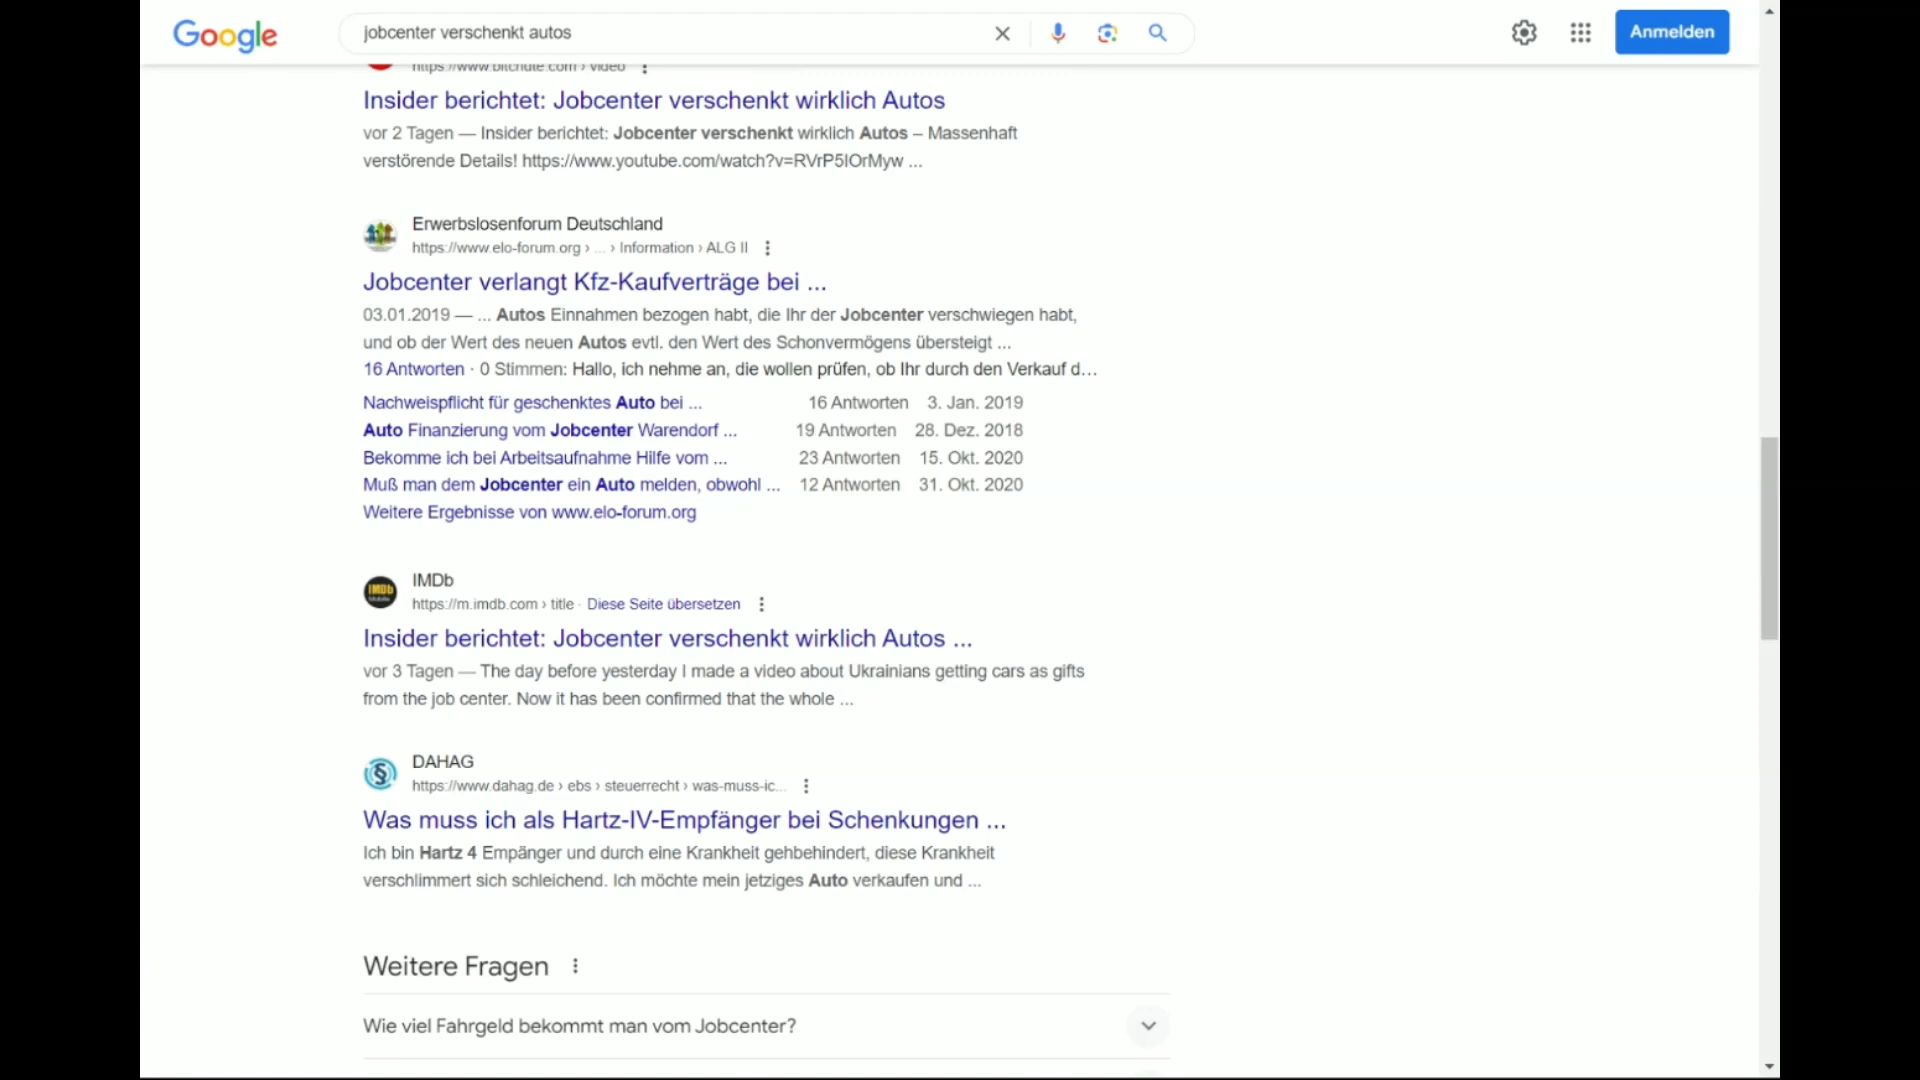 Google
jobcenter verschenkt autos
Anmelden
https://www.bitchute.com › video
Insider berichtet: Jobcenter verschenkt wirklich Autos
vor 2 Tagen — Insider berichtet: Jobcenter verschenkt wirklich Autos – Massenhaft
verstörende Details! https://www.youtube.com/watch?v=RVrP5IOrMyw ...
Erwerbslosenforum Deutschland
https://www.elo-forum.org › ... › Information › ALG II
Jobcenter verlangt Kfz-Kaufverträge bei ...
03.01.2019 — ... Autos Einnahmen bezogen habt, die Ihr der Jobcenter verschwiegen habt,
und ob der Wert des neuen Autos evtl. den Wert des Schonvermögens übersteigt ...
16 Antworten · 0 Stimmen: Hallo, ich nehme an, die wollen prüfen, ob Ihr durch den Verkauf d...
Nachweispflicht für geschenktes Auto bei ... 16 Antworten 3. Jan. 2019
Auto Finanzierung vom Jobcenter Warendorf ... 19 Antworten 28. Dez. 2018
Bekomme ich bei Arbeitsaufnahme Hilfe vom ... 23 Antworten 15. Okt. 2020
Muß man dem Jobcenter ein Auto melden, obwohl ... 12 Antworten 31. Okt. 2020
Weitere Ergebnisse von www.elo-forum.org
IMDb
IMDb
https://m.imdb.com › title · Diese Seite übersetzen
Insider berichtet: Jobcenter verschenkt wirklich Autos ...
vor 3 Tagen — The day before yesterday I made a video about Ukrainians getting cars as gifts
from the job center. Now it has been confirmed that the whole ...
DAHAG
https://www.dahag.de › ebs › steuerrecht › was-muss-ic...
Was muss ich als Hartz-IV-Empfänger bei Schenkungen ...
Ich bin Hartz 4 Empänger und durch eine Krankheit gehbehindert, diese Krankheit
verschlimmert sich schleichend. Ich möchte mein jetziges Auto verkaufen und ...
Weitere Fragen
Wie viel Fahrgeld bekommt man vom Jobcenter?